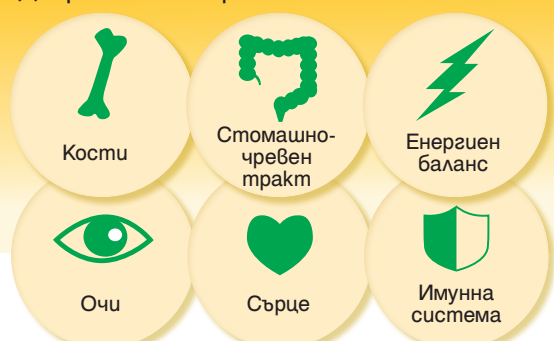 Кости
Стомашно-
чревен
тракт
Енергиен
баланс
Очи
Сърце
Имунна
система